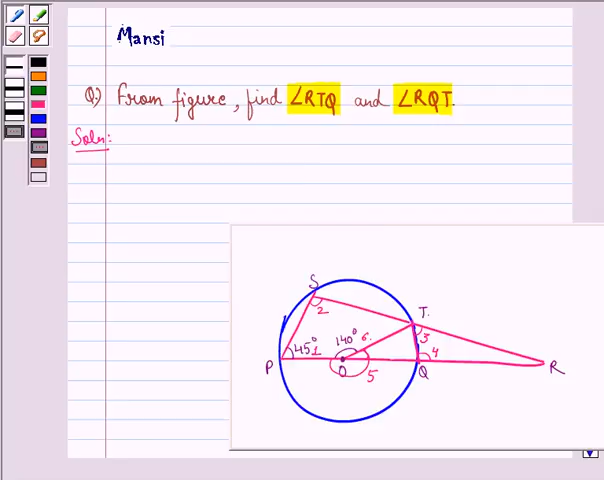 Mansi
Q:) From figure, find ∠RTQ and ∠RQT.
Soln:
S
2
T.
140° 6.
3
45° 1
4
P
O
5
Q
R